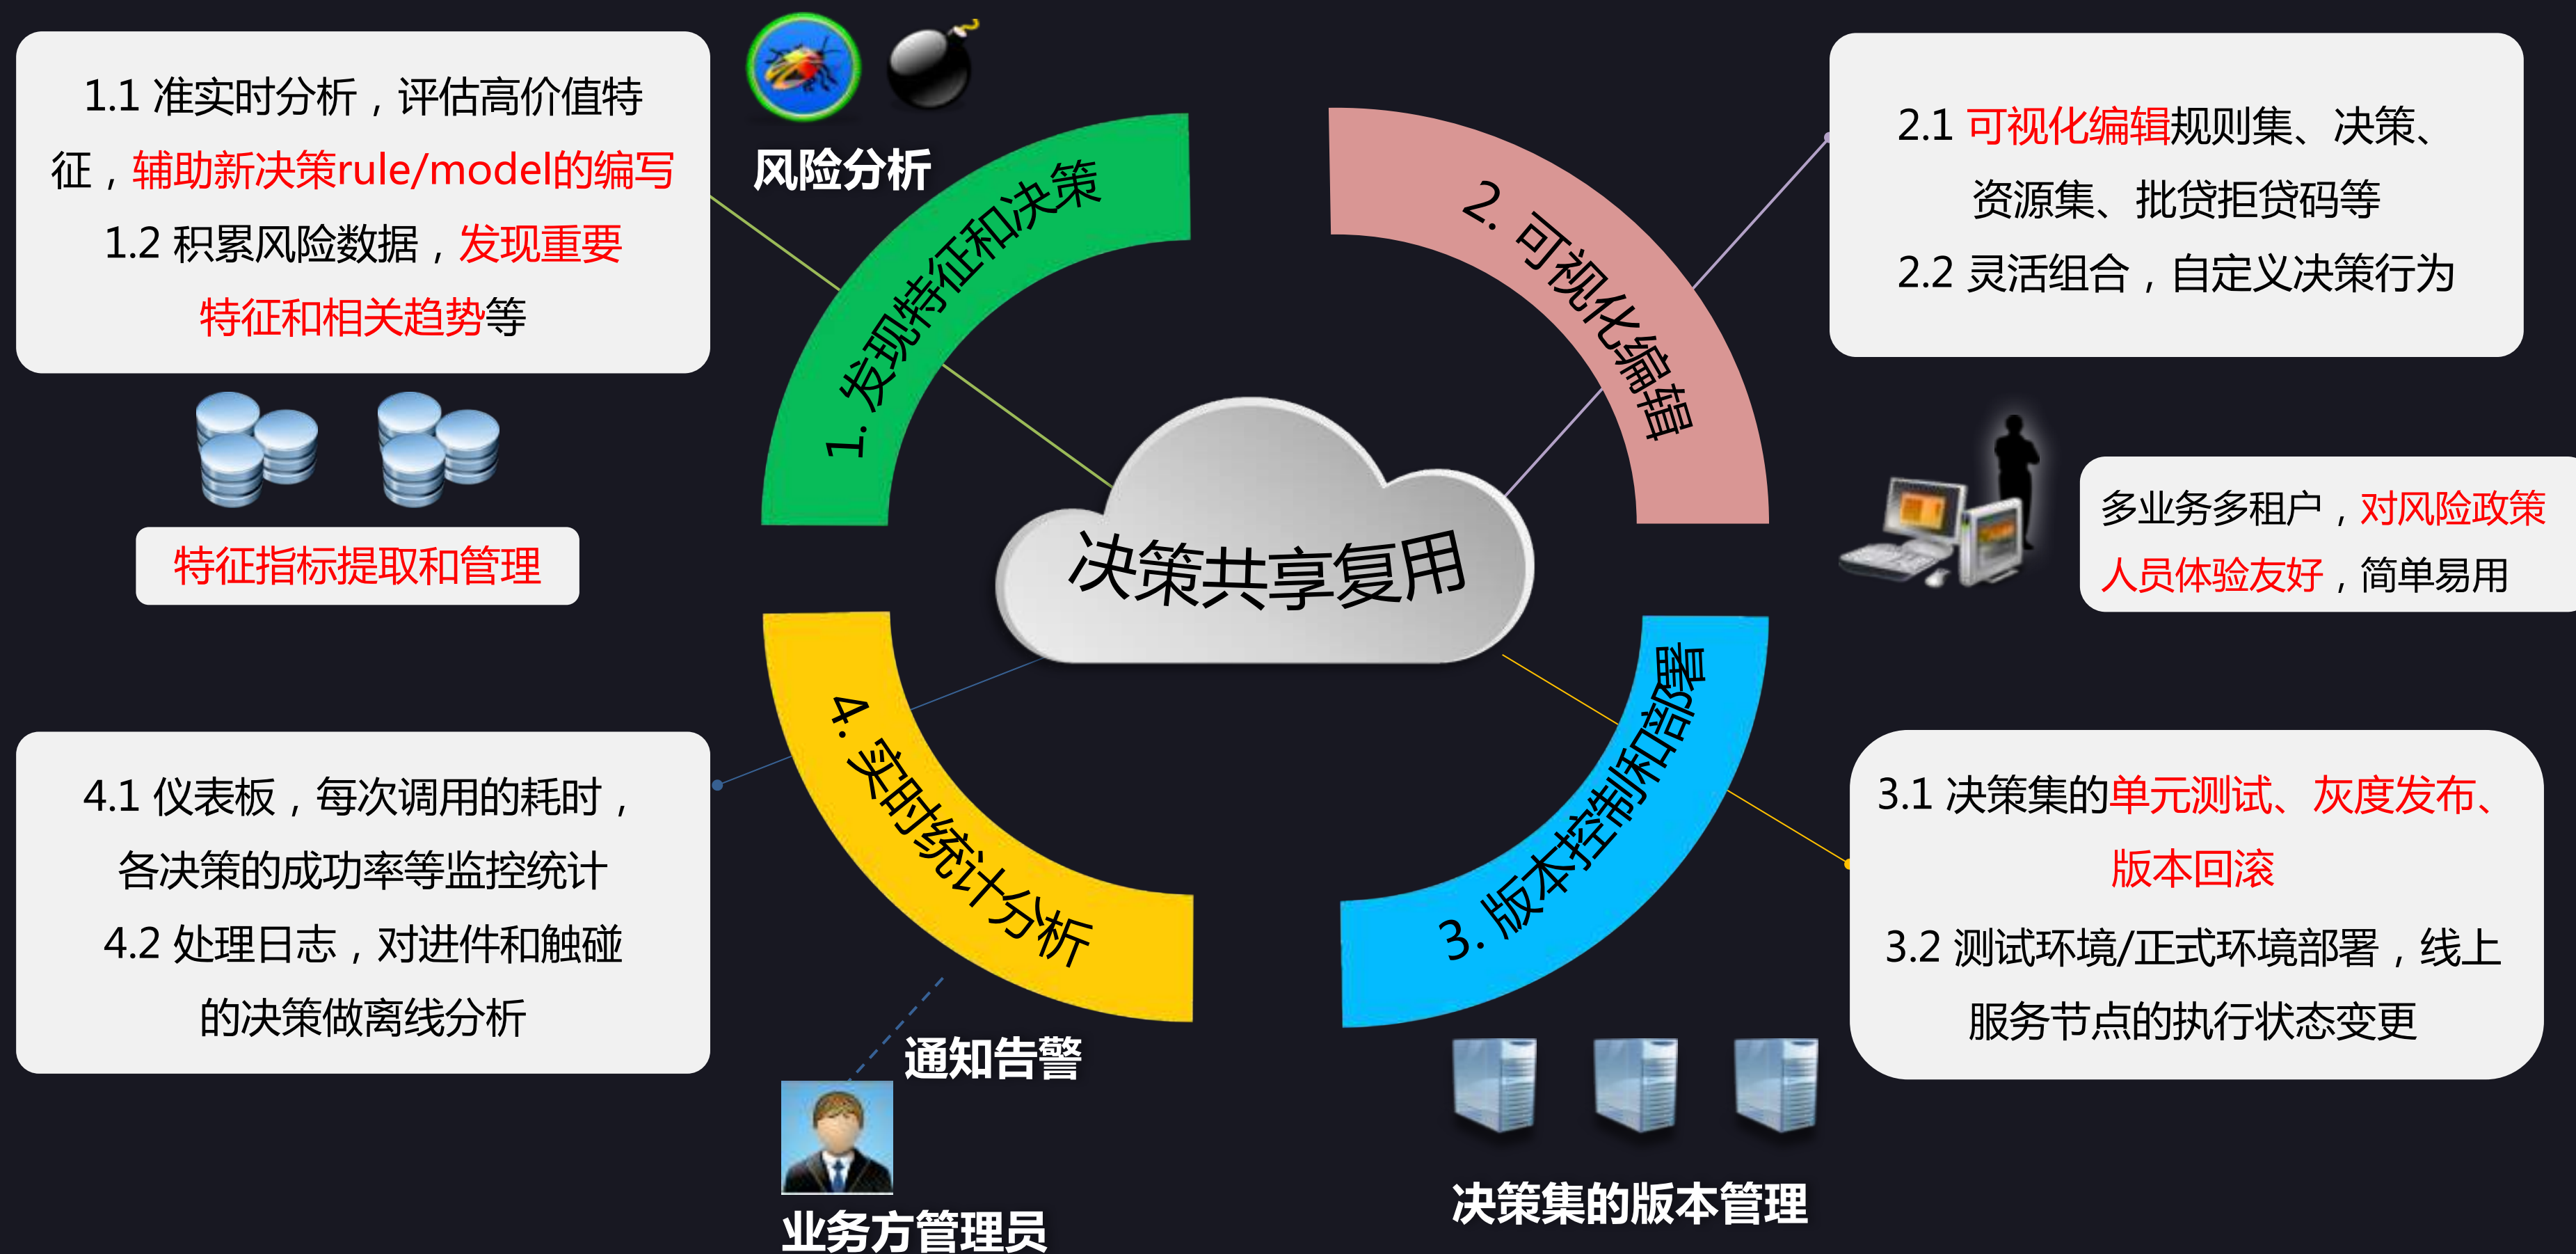 1.1 准实时分析，评估高价值特
征，辅助新决策rule/model的编写
1.2 积累风险数据，发现重要
特征和相关趋势等
风险分析
1. 发现特征和决策
2. 可视化编辑
2.1 可视化编辑规则集、决策、
资源集、批贷拒贷码等
2.2 灵活组合，自定义决策行为
特征指标提取和管理
决策共享复用
多业务多租户，对风险政策
人员体验友好，简单易用
4.1 仪表板，每次调用的耗时，
各决策的成功率等监控统计
4.2 处理日志，对进件和触碰
的决策做离线分析
4. 实时统计分析
3. 版本控制和部署
3.1 决策集的单元测试、灰度发布、
版本回滚
3.2 测试环境/正式环境部署，线上
服务节点的执行状态变更
通知告警
业务方管理员
决策集的版本管理